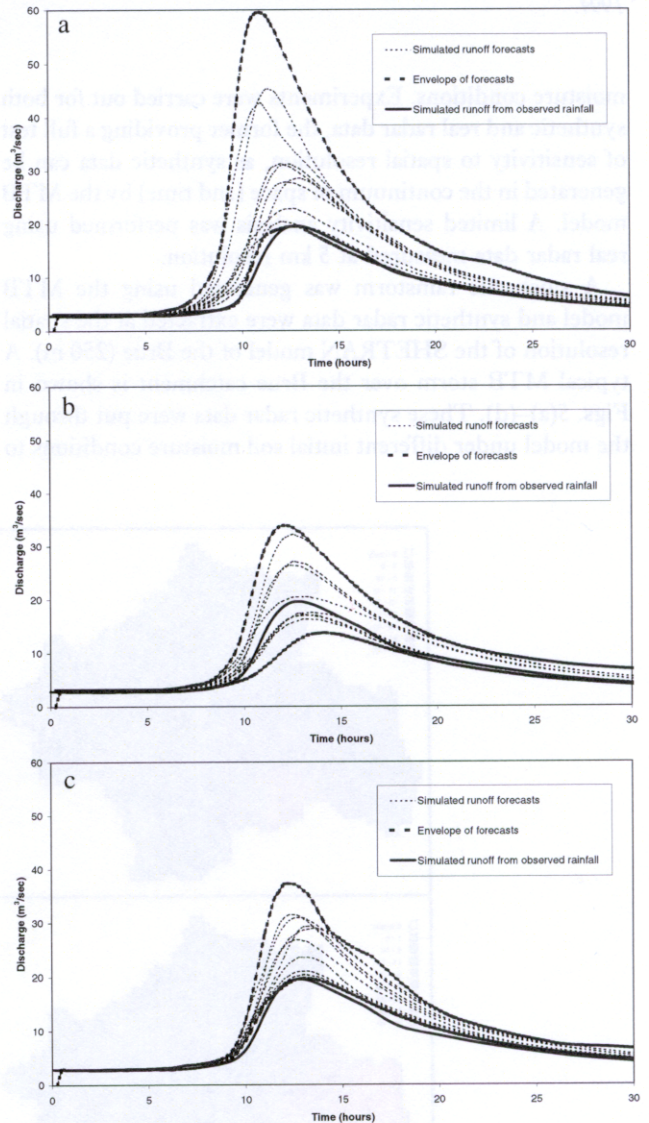 a
60
50
40
30
20
10
0
Discharge (m³/sec)
Simulated runoff forecasts
Envelope of forecasts
Simulated runoff from observed rainfall
0 5 10 15 20 25 30
Time (hours)
b
60
50
40
30
20
10
0
Discharge (m³/sec)
Simulated runoff forecasts
Envelope of forecasts
Simulated runoff from observed rainfall
0 5 10 15 20 25 30
Time (hours)
c
60
50
40
30
20
10
0
Discharge (m³/sec)
Simulated runoff forecasts
Envelope of forecasts
Simulated runoff from observed rainfall
0 5 10 15 20 25 30
Time (hours)